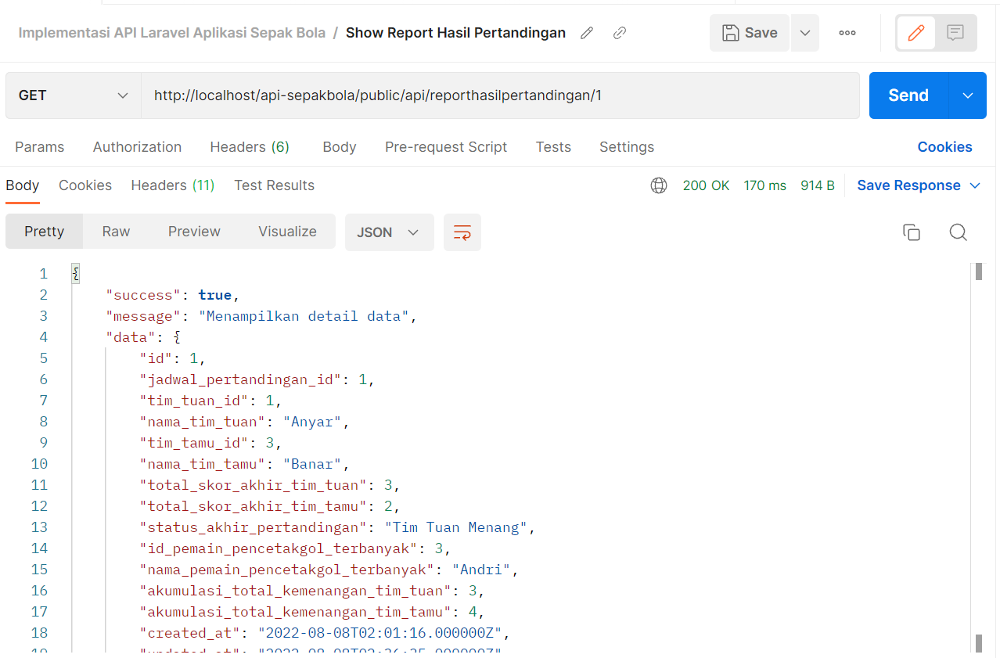 Implementasi API Laravel Aplikasi Sepak Bola / Show Report Hasil Pertandingan Save
GET http://localhost/api-sepakbola/public/api/reporthasilpertandingan/1 Send
Params Authorization Headers (6) Body Pre-request Script Tests Settings Cookies
Body Cookies Headers (11) Test Results 200 OK 170 ms 914 B Save Response
Pretty Raw Preview Visualize JSON
1 {
2 "success": true,
3 "message": "Menampilkan detail data",
4 "data": {
5 "id": 1,
6 "jadwal_pertandingan_id": 1,
7 "tim_tuan_id": 1,
8 "nama_tim_tuan": "Anyar",
9 "tim_tamu_id": 3,
10 "nama_tim_tamu": "Banar",
11 "total_skor_akhir_tim_tuan": 3,
12 "total_skor_akhir_tim_tamu": 2,
13 "status_akhir_pertandingan": "Tim Tuan Menang",
14 "id_pemain_pencetakgol_terbanyak": 3,
15 "nama_pemain_pencetakgol_terbanyak": "Andri",
16 "akumulasi_total_kemenangan_tim_tuan": 3,
17 "akumulasi_total_kemenangan_tim_tamu": 4,
18 "created_at": "2022-08-08T02:01:16.000000Z",